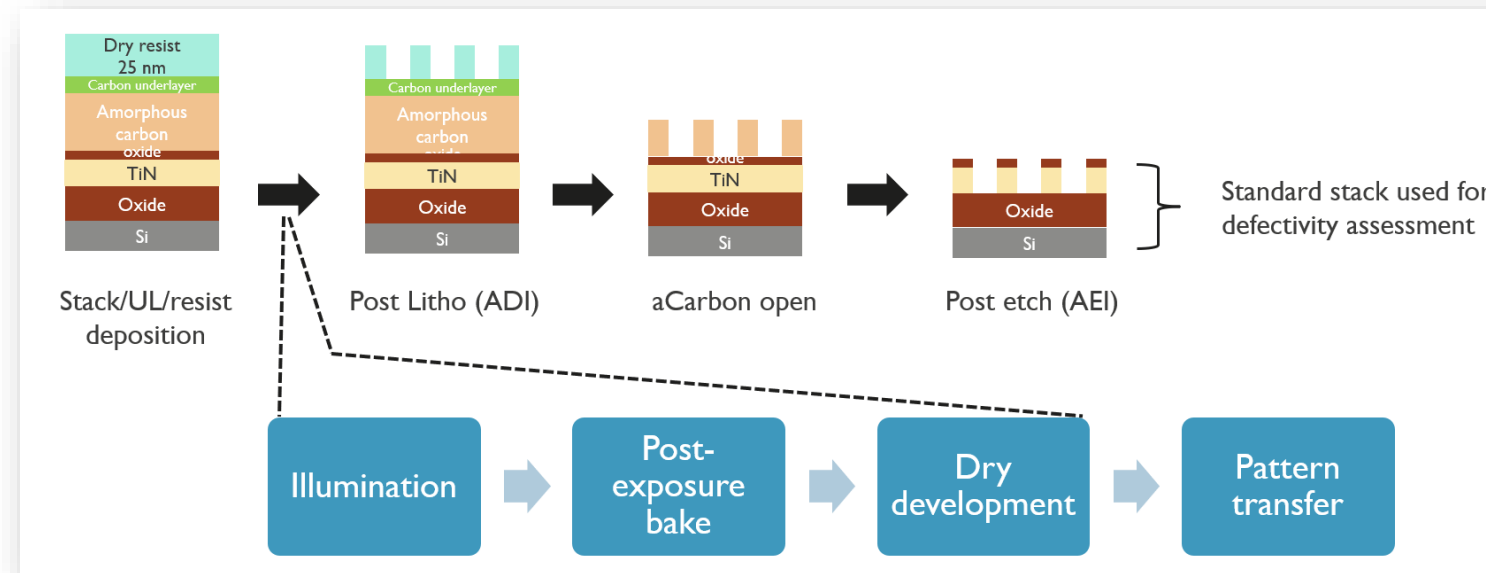 Dry resist
25 nm
Carbon underlayer
Amorphous
carbon
oxide
TiN
Oxide
Si
Stack/UL/resist
deposition
Carbon underlayer
Amorphous
carbon
TiN
Oxide
Si
Post Litho (ADI)
oxide
TiN
Oxide
Si
aCarbon open
Oxide
Si
Post etch (AEI)
Standard stack used for
defectivity assessment
Illumination
Post-
exposure
bake
Dry
development
Pattern
transfer